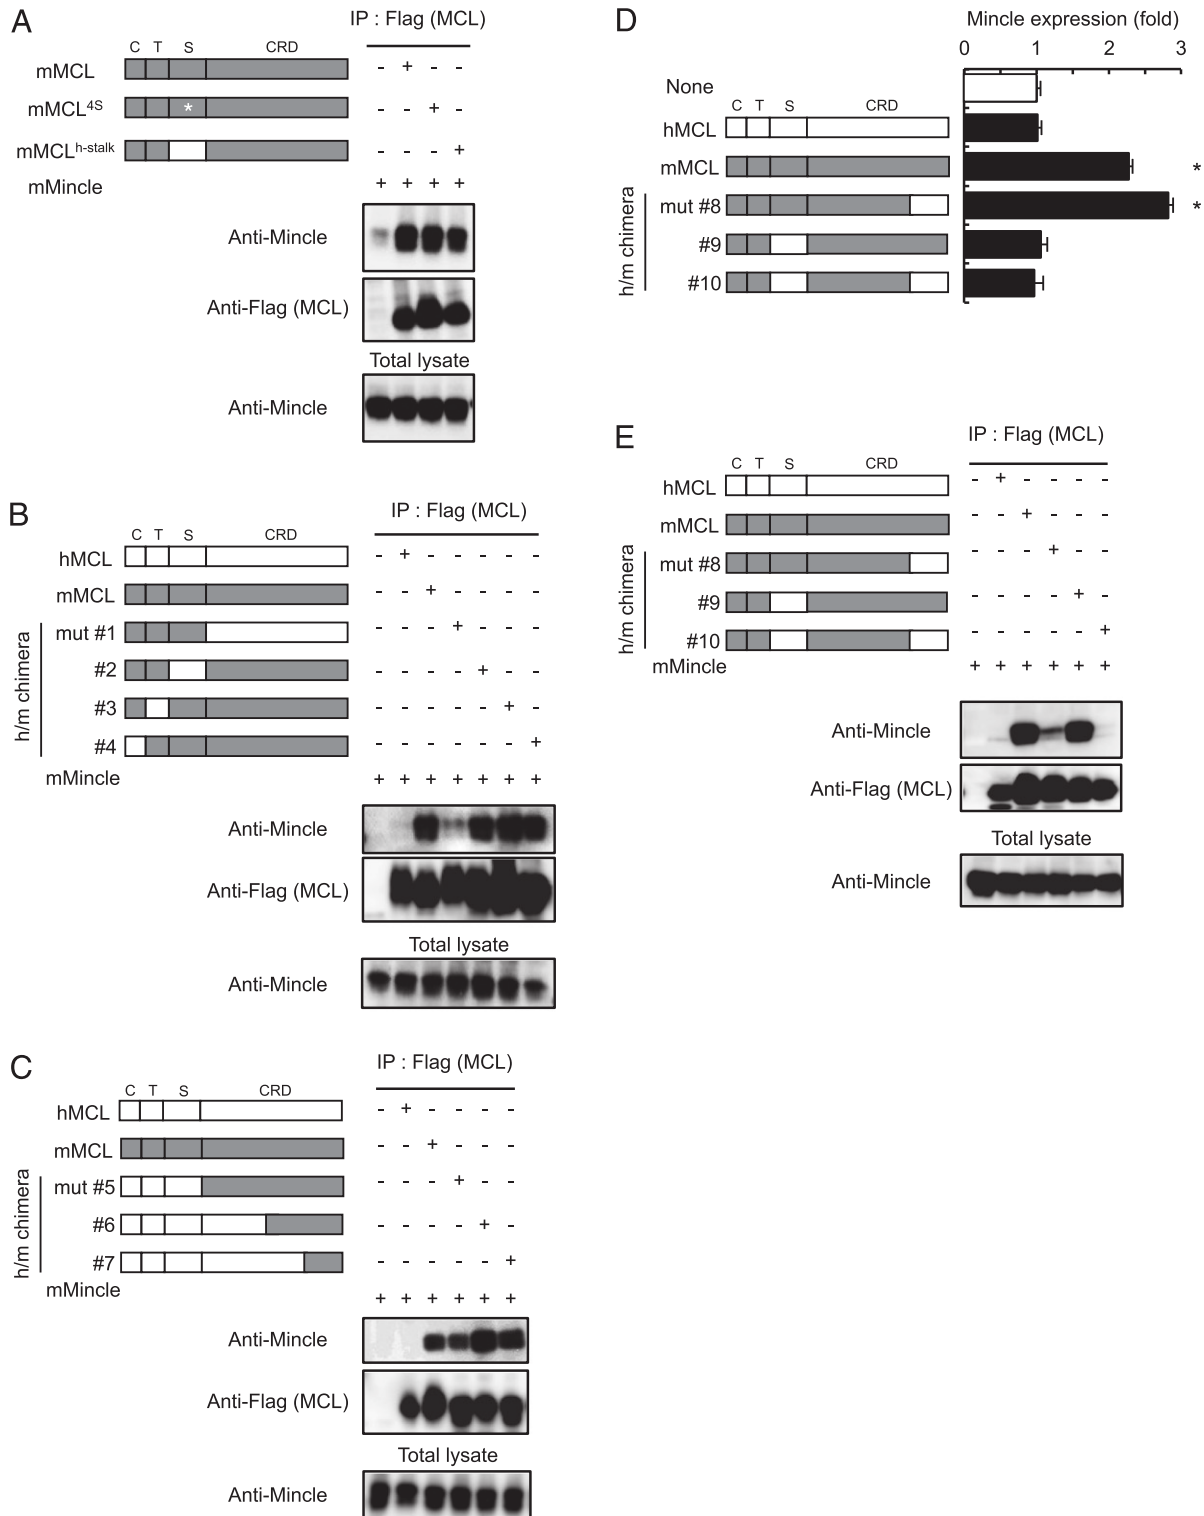 A
IP : Flag (MCL)
C T S CRD
mMCL - + - -
mMCL4S * - - + -
mMCLh-stalk - - - +
mMincle + + + +
Anti-Mincle
Anti-Flag (MCL)
Total lysate
Anti-Mincle
B
IP : Flag (MCL)
C T S CRD
hMCL - + - - - - -
mMCL - - + - - - -
h/m chimera
mut #1 - - - + - - -
#2 - - - - + - -
#3 - - - - - + -
#4 - - - - - - +
mMincle + + + + + + +
Anti-Mincle
Anti-Flag (MCL)
Total lysate
Anti-Mincle
C
IP : Flag (MCL)
C T S CRD
hMCL - + - - - -
mMCL - - + - - -
h/m chimera
mut #5 - - - + - -
#6 - - - - + -
#7 - - - - - +
mMincle + + + + + +
Anti-Mincle
Anti-Flag (MCL)
Total lysate
Anti-Mincle
D
Mincle expression (fold)
0 1 2 3
None
C T S CRD
hMCL
mMCL *
h/m chimera
mut #8 *
#9
#10
E
IP : Flag (MCL)
C T S CRD
hMCL - + - - - -
mMCL - - + - - -
h/m chimera
mut #8 - - - + - -
#9 - - - - + -
#10 - - - - - +
mMincle + + + + + +
Anti-Mincle
Anti-Flag (MCL)
Total lysate
Anti-Mincle